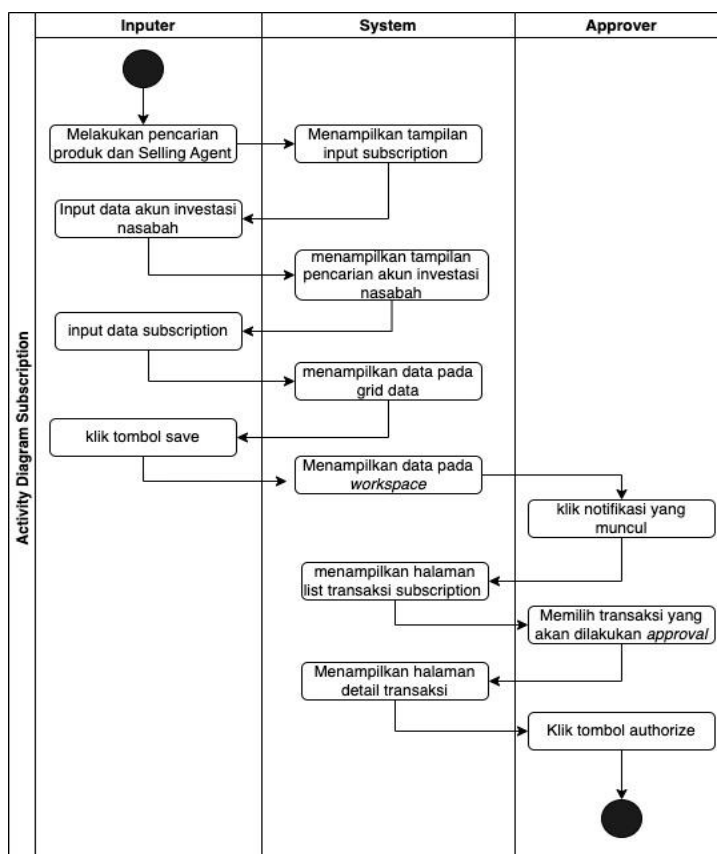 Inputer
System
Approver
Activity Diagram Subscription
Melakukan pencarian
produk dan Selling Agent
Menampilkan tampilan
input subscription
Input data akun investasi
nasabah
menampilkan tampilan
pencarian akun investasi
nasabah
input data subscription
menampilkan data pada
grid data
klik tombol save
Menampilkan data pada
workspace
klik notifikasi yang
muncul
menampilkan halaman
list transaksi subscription
Memilih transaksi yang
akan dilakukan approval
Menampilkan halaman
detail transaksi
Klik tombol authorize